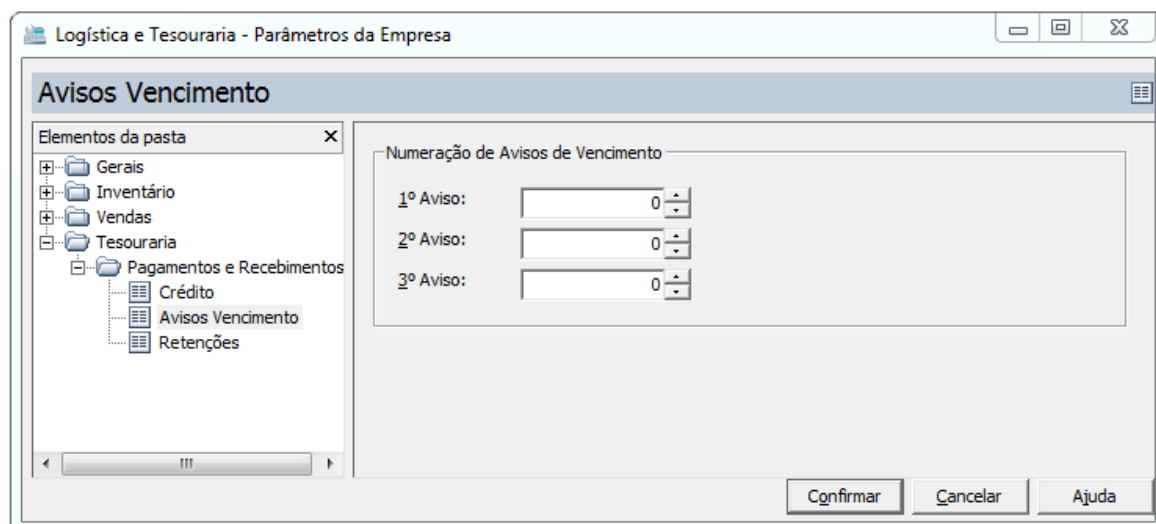 Logística e Tesouraria - Parâmetros da Empresa
Avisos Vencimento
Elementos da pasta
Gerais
Inventário
Vendas
Tesouraria
Pagamentos e Recebimentos
Crédito
Avisos Vencimento
Retenções
Numeração de Avisos de Vencimento
1º Aviso: 0
2º Aviso: 0
3º Aviso: 0
Confirmar Cancelar Ajuda